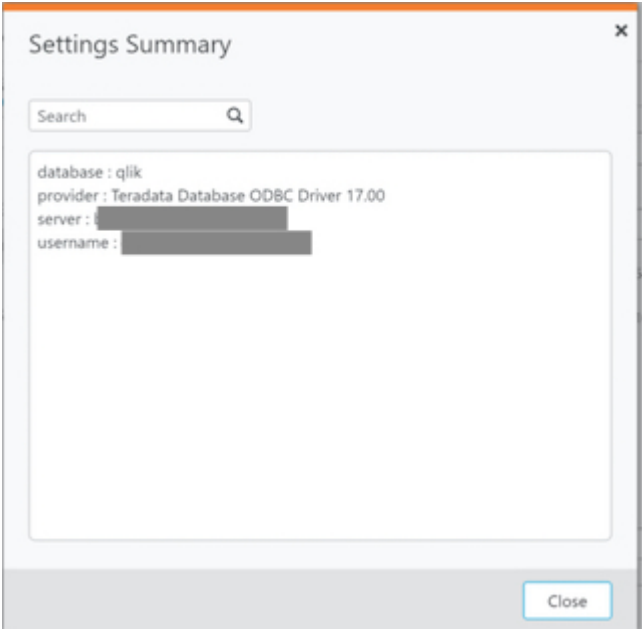 Settings Summary
Search
database : qlik
provider : Teradata Database ODBC Driver 17.00
server :
username :
Close